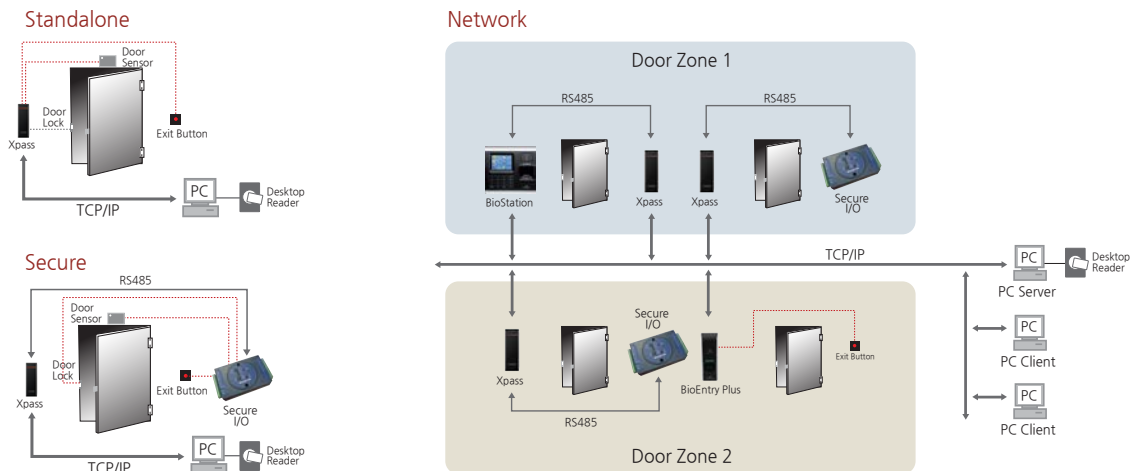 Standalone
Door
Sensor
Door
Lock
Xpass
Exit Button
PC
Desktop
Reader
TCP/IP
Secure
RS485
Door
Sensor
Door
Lock
Xpass
Exit Button
Secure
I/O
PC
Desktop
Reader
TCP/IP
Network
Door Zone 1
RS485
RS485
BioStation
Xpass
Xpass
Secure
I/O
TCP/IP
PC
Desktop
Reader
PC Server
PC
PC Client
PC
PC Client
Secure
I/O
Xpass
BioEntry Plus
Exit Button
RS485
Door Zone 2